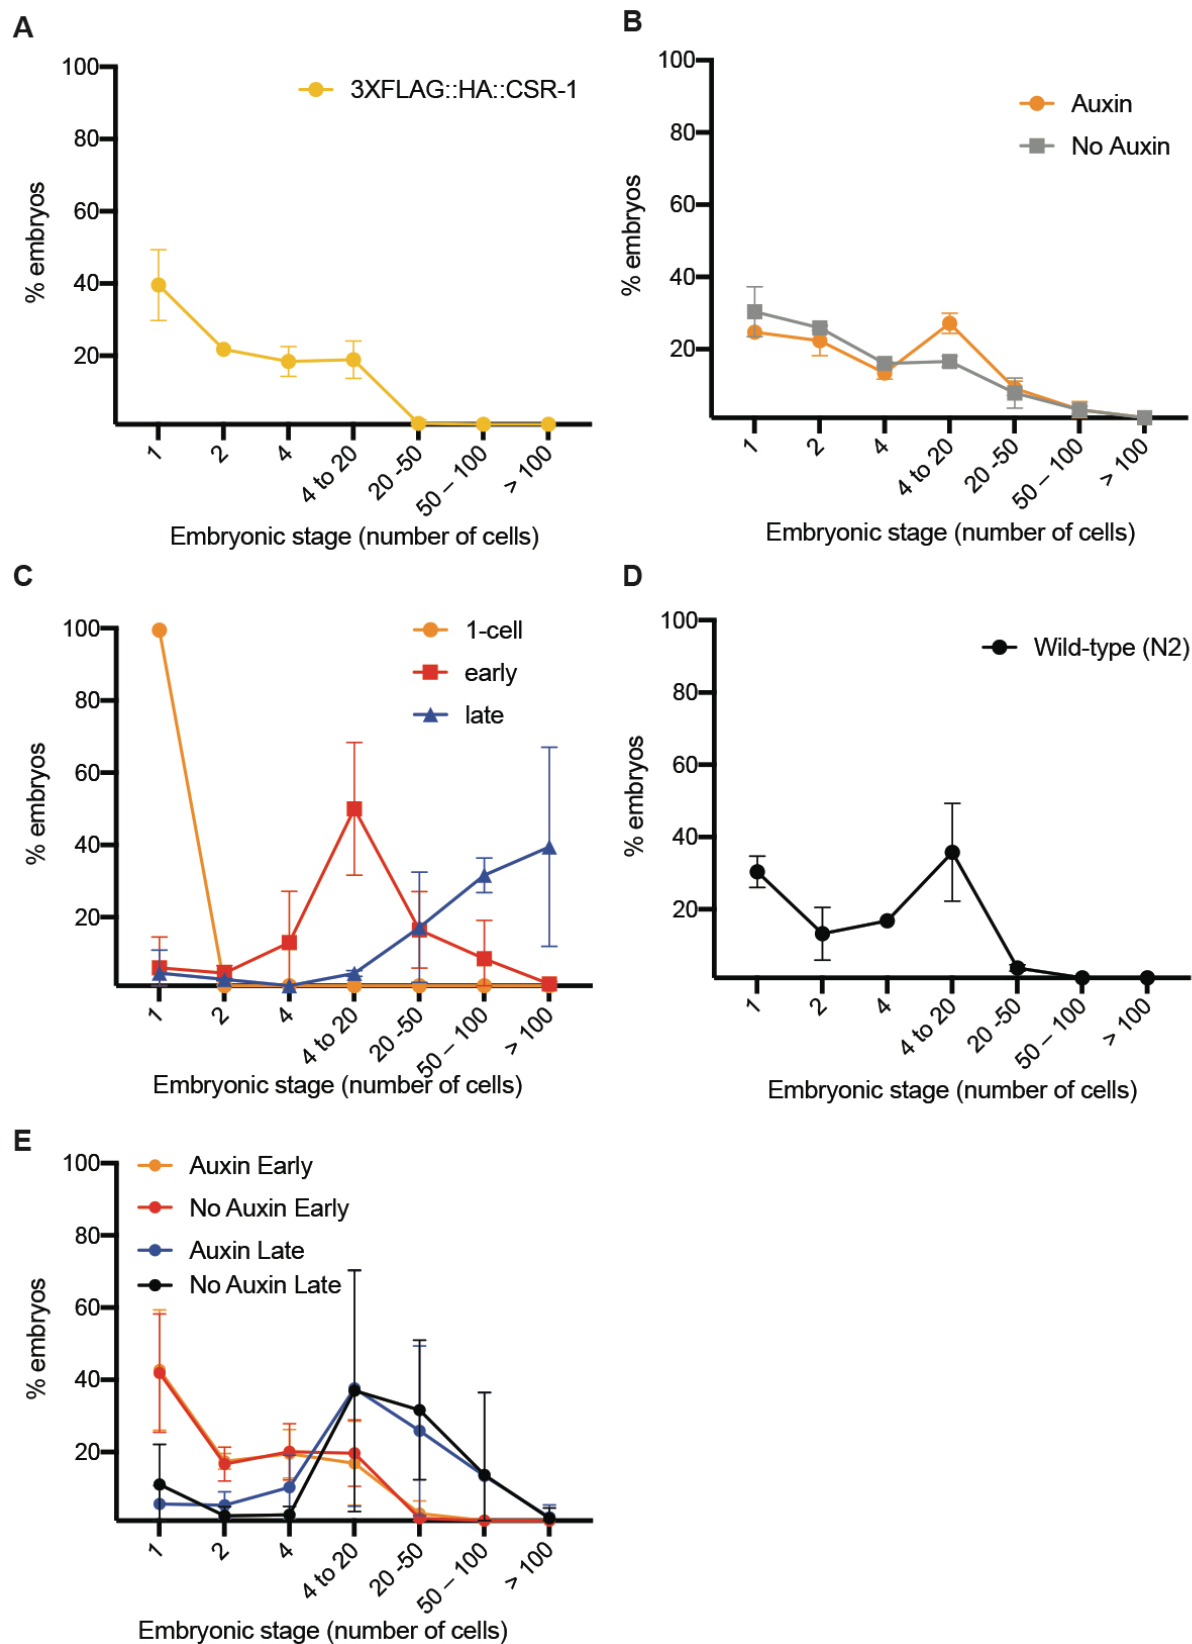 A
100
80
60
40
20
% embryos
3XFLAG::HA::CSR-1
1
2
4
4 to 20
20 -50
50 – 100
> 100
Embryonic stage (number of cells)
B
100
80
60
40
20
% embryos
Auxin
No Auxin
1
2
4
4 to 20
20 -50
50 – 100
> 100
Embryonic stage (number of cells)
C
100
80
60
40
20
% embryos
1-cell
early
late
1
2
4
4 to 20
20 -50
50 – 100
> 100
Embryonic stage (number of cells)
D
100
80
60
40
20
% embryos
Wild-type (N2)
1
2
4
4 to 20
20 -50
50 – 100
> 100
Embryonic stage (number of cells)
E
100
80
60
40
20
% embryos
Auxin Early
No Auxin Early
Auxin Late
No Auxin Late
1
2
4
4 to 20
20 -50
50 – 100
> 100
Embryonic stage (number of cells)